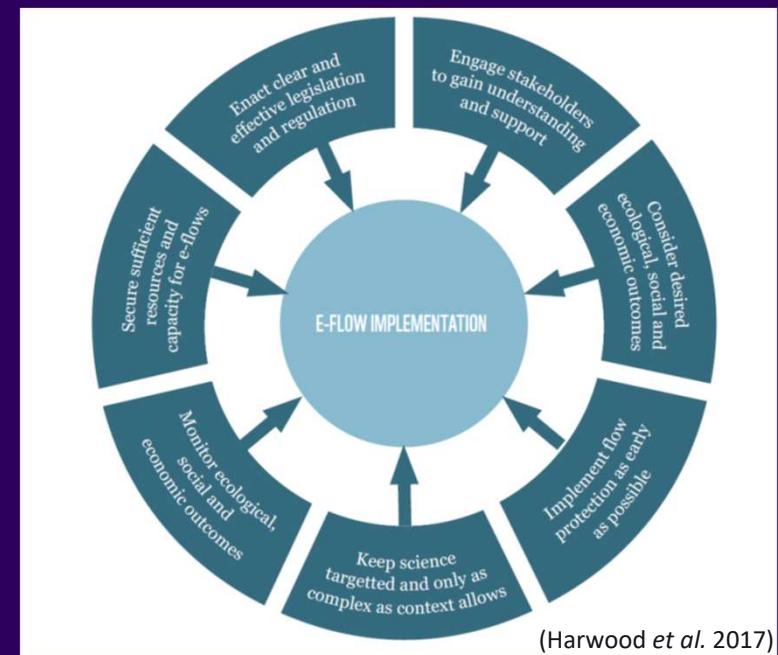 Enact clear and
effective legislation
and regulation
Engage stakeholders
to gain understanding
and support
Consider desired
ecological, social and
economic outcomes
Implement flow
protection as early
as possible
Keep science
targetted and only as
complex as context allows
Monitor ecological,
social and
economic outcomes
Secure sufficient
resources and
capacity for e-flows
E-FLOW IMPLEMENTATION
(Harwood et al. 2017)